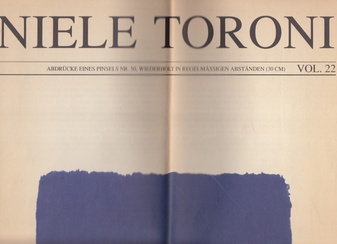 NIELE TORONI
ABDRÜCKE EINES PINSELS NR. 50, WIEDERHOLT IN REGELMÄSSIGEN ABSTÄNDEN (30 CM) VOL. 22